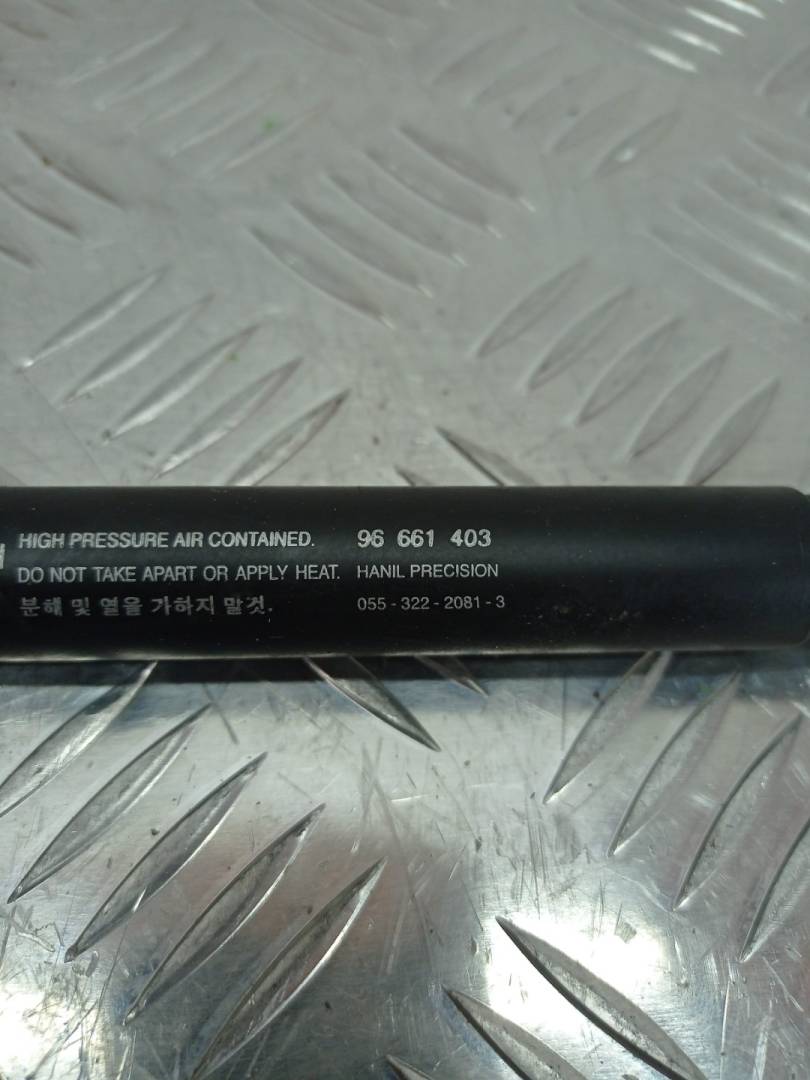 HIGH PRESSURE AIR CONTAINED. 96 661 403
DO NOT TAKE APART OR APPLY HEAT. HANIL PRECISION
분해 및 열을 가하지 말것. 055 - 322 - 2081 - 3